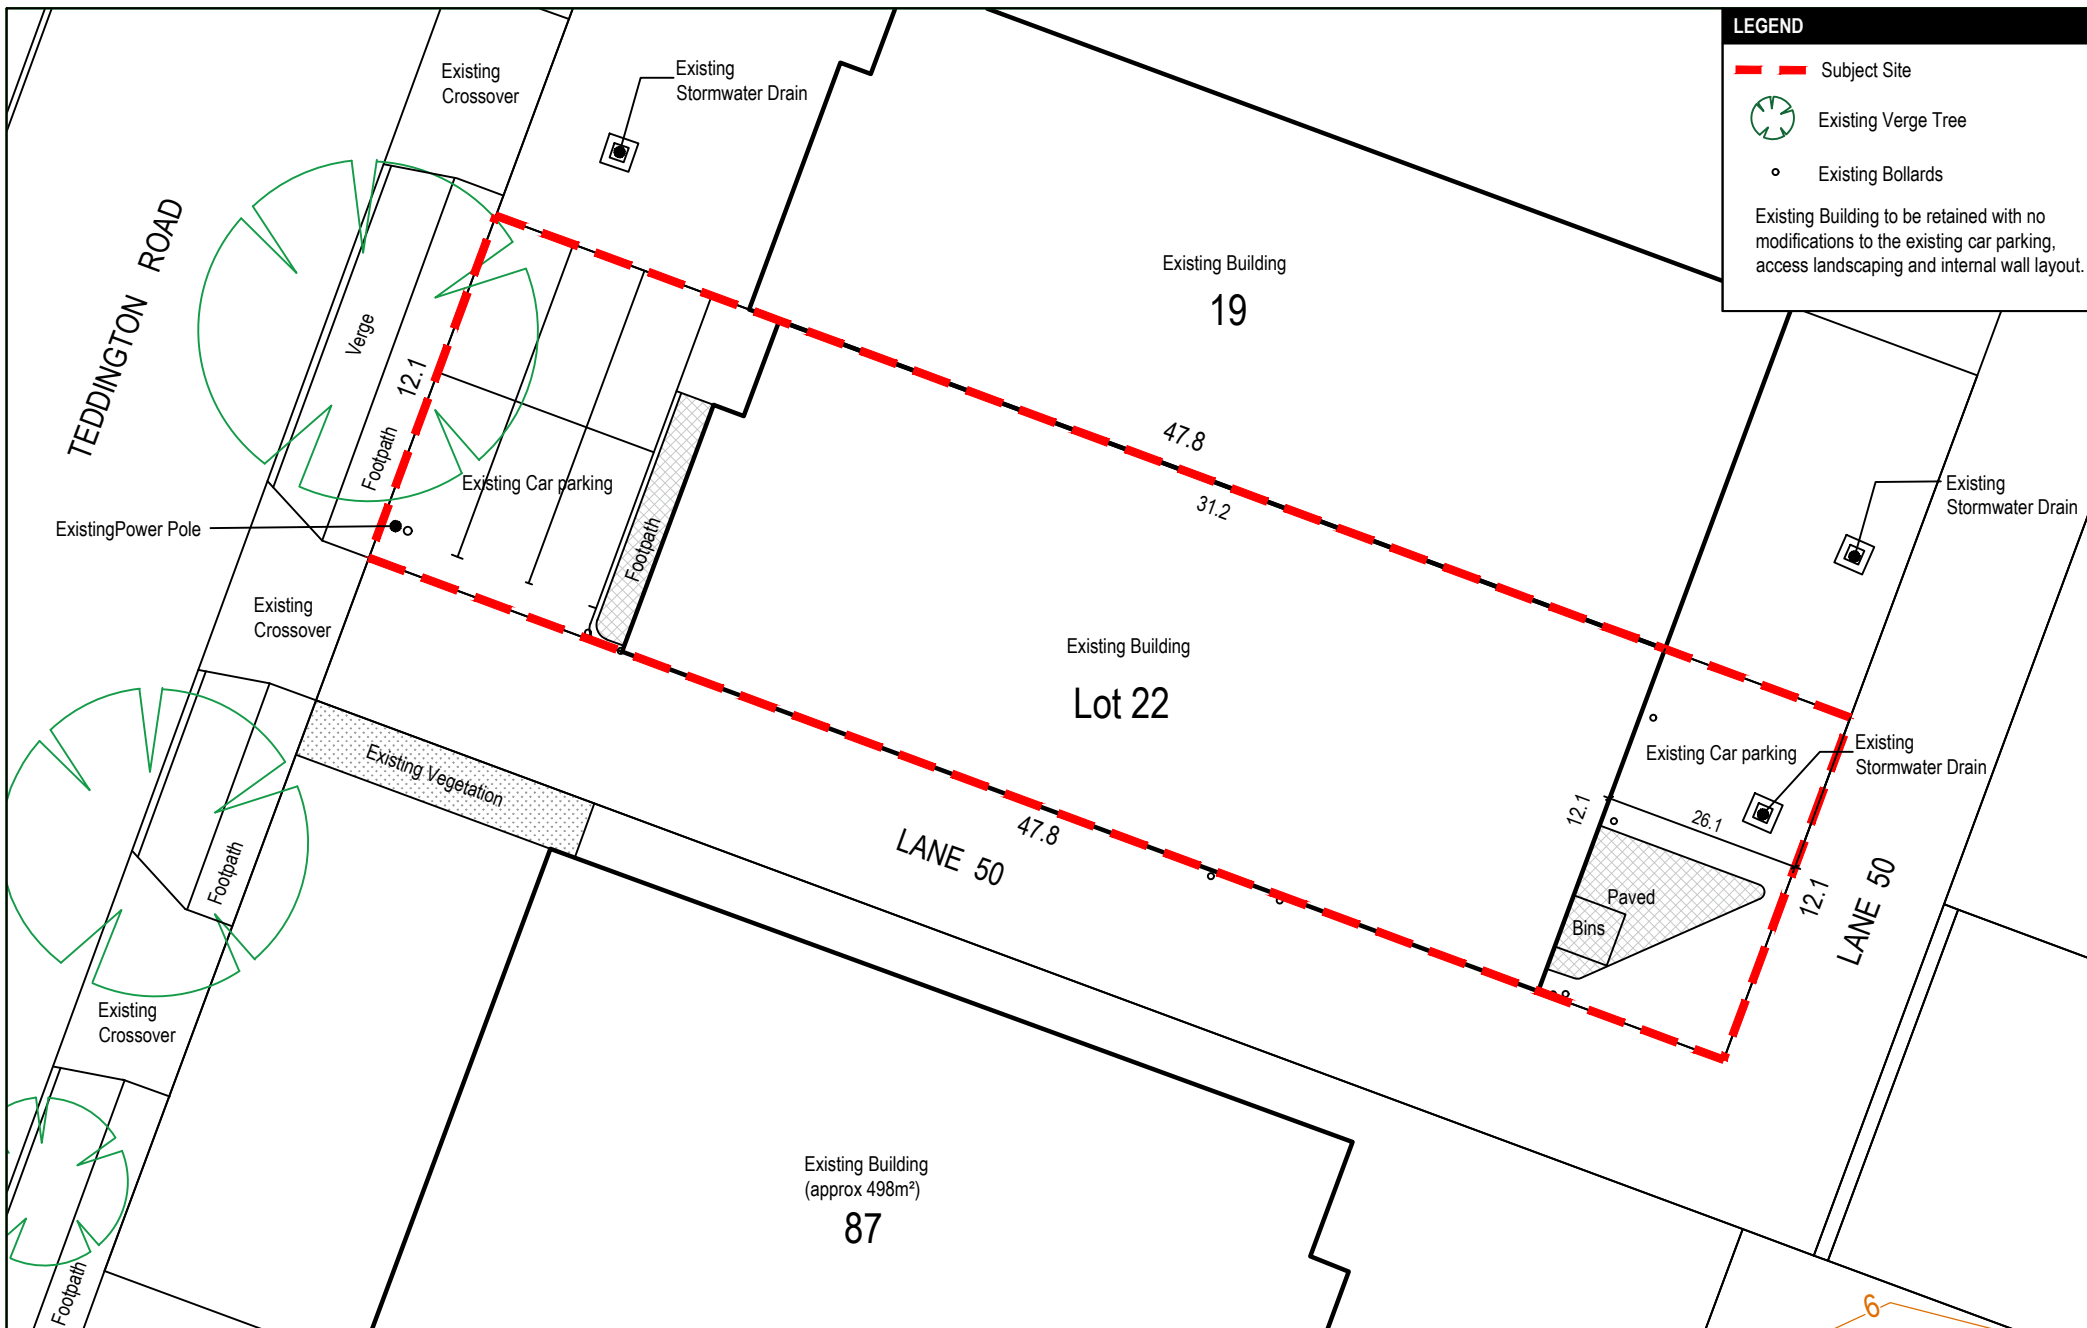 LEGEND
Subject Site
Existing Verge Tree
Existing Bollards
Existing Building to be retained with no
modifications to the existing car parking,
access landscaping and internal wall layout.
Existing
Crossover
Existing
Stormwater Drain
TEDDINGTON ROAD
Verge
12.1
Footpath
Existing Building
19
47.8
31.2
Existing Car parking
Footpath
ExistingPower Pole
Existing
Stormwater Drain
Existing
Crossover
Existing Building
Lot 22
Existing Car parking
Existing
Stormwater Drain
Existing Vegetation
47.8
LANE 50
12.1
26.1
Paved
Bins
12.1
LANE 50
Footpath
Existing
Crossover
Existing Building
(approx 498m²)
87
Footpath
6